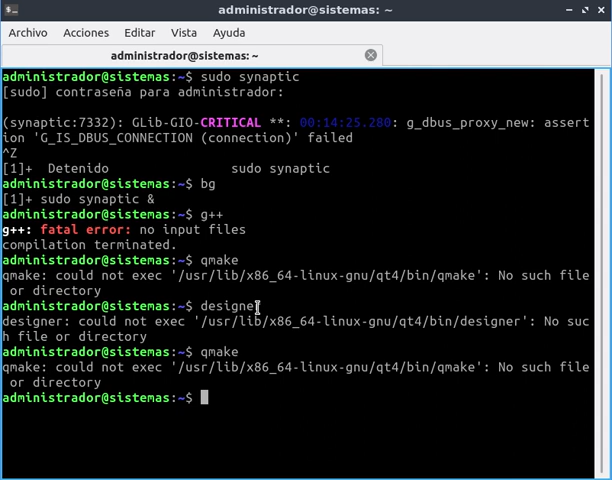 administrador@sistemas: ~
Archivo Acciones Editar Vista Ayuda
administrador@sistemas: ~
administrador@sistemas:~$ sudo synaptic
[sudo] contraseña para administrador:
(synaptic:7332): GLib-GIO-CRITICAL **: 00:14:25.280: g_dbus_proxy_new: assert
ion 'G_IS_DBUS_CONNECTION (connection)' failed
^Z
[1]+  Detenido                sudo synaptic
administrador@sistemas:~$ bg
[1]+ sudo synaptic &
administrador@sistemas:~$ g++
g++: fatal error: no input files
compilation terminated.
administrador@sistemas:~$ qmake
qmake: could not exec '/usr/lib/x86_64-linux-gnu/qt4/bin/qmake': No such file
 or directory
administrador@sistemas:~$ designer
designer: could not exec '/usr/lib/x86_64-linux-gnu/qt4/bin/designer': No suc
h file or directory
administrador@sistemas:~$ qmake
qmake: could not exec '/usr/lib/x86_64-linux-gnu/qt4/bin/qmake': No such file
 or directory
administrador@sistemas:~$